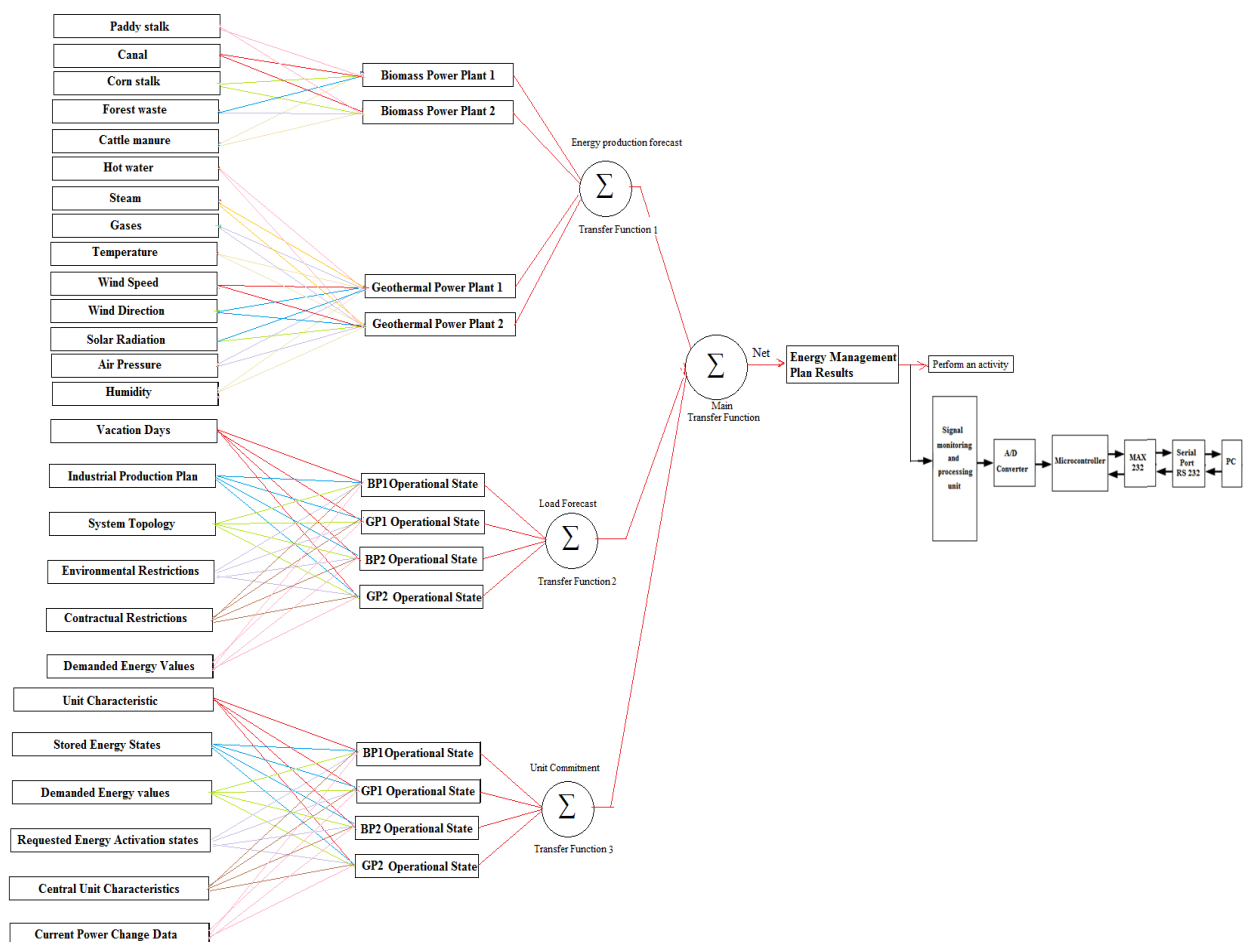 Paddy stalk
Canal
Corn stalk
Forest waste
Cattle manure
Hot water
Steam
Gases
Temperature
Wind Speed
Wind Direction
Solar Radiation
Air Pressure
Humidity
Vacation Days
Industrial Production Plan
System Topology
Environmental Restrictions
Contractual Restrictions
Demanded Energy Values
Unit Characteristic
Stored Energy States
Demanded Energy values
Requested Energy Activation states
Central Unit Characteristics
Current Power Change Data
Biomass Power Plant 1
Biomass Power Plant 2
Geothermal Power Plant 1
Geothermal Power Plant 2
BP1 Operational State
GP1 Operational State
BP2 Operational State
GP2 Operational State
BP1 Operational State
GP1 Operational State
BP2 Operational State
GP2 Operational State
Energy production forecast
∑
Transfer Function 1
Load Forecast
∑
Transfer Function 2
Unit Commitment
∑
Transfer Function 3
∑
Main
Transfer Function
Net
Energy Management
Plan Results
Perform an activity
Signal
monitoring
and
processing
unit
A/D
Converter
Microcontroller
MAX
232
Serial
Port
RS 232
PC